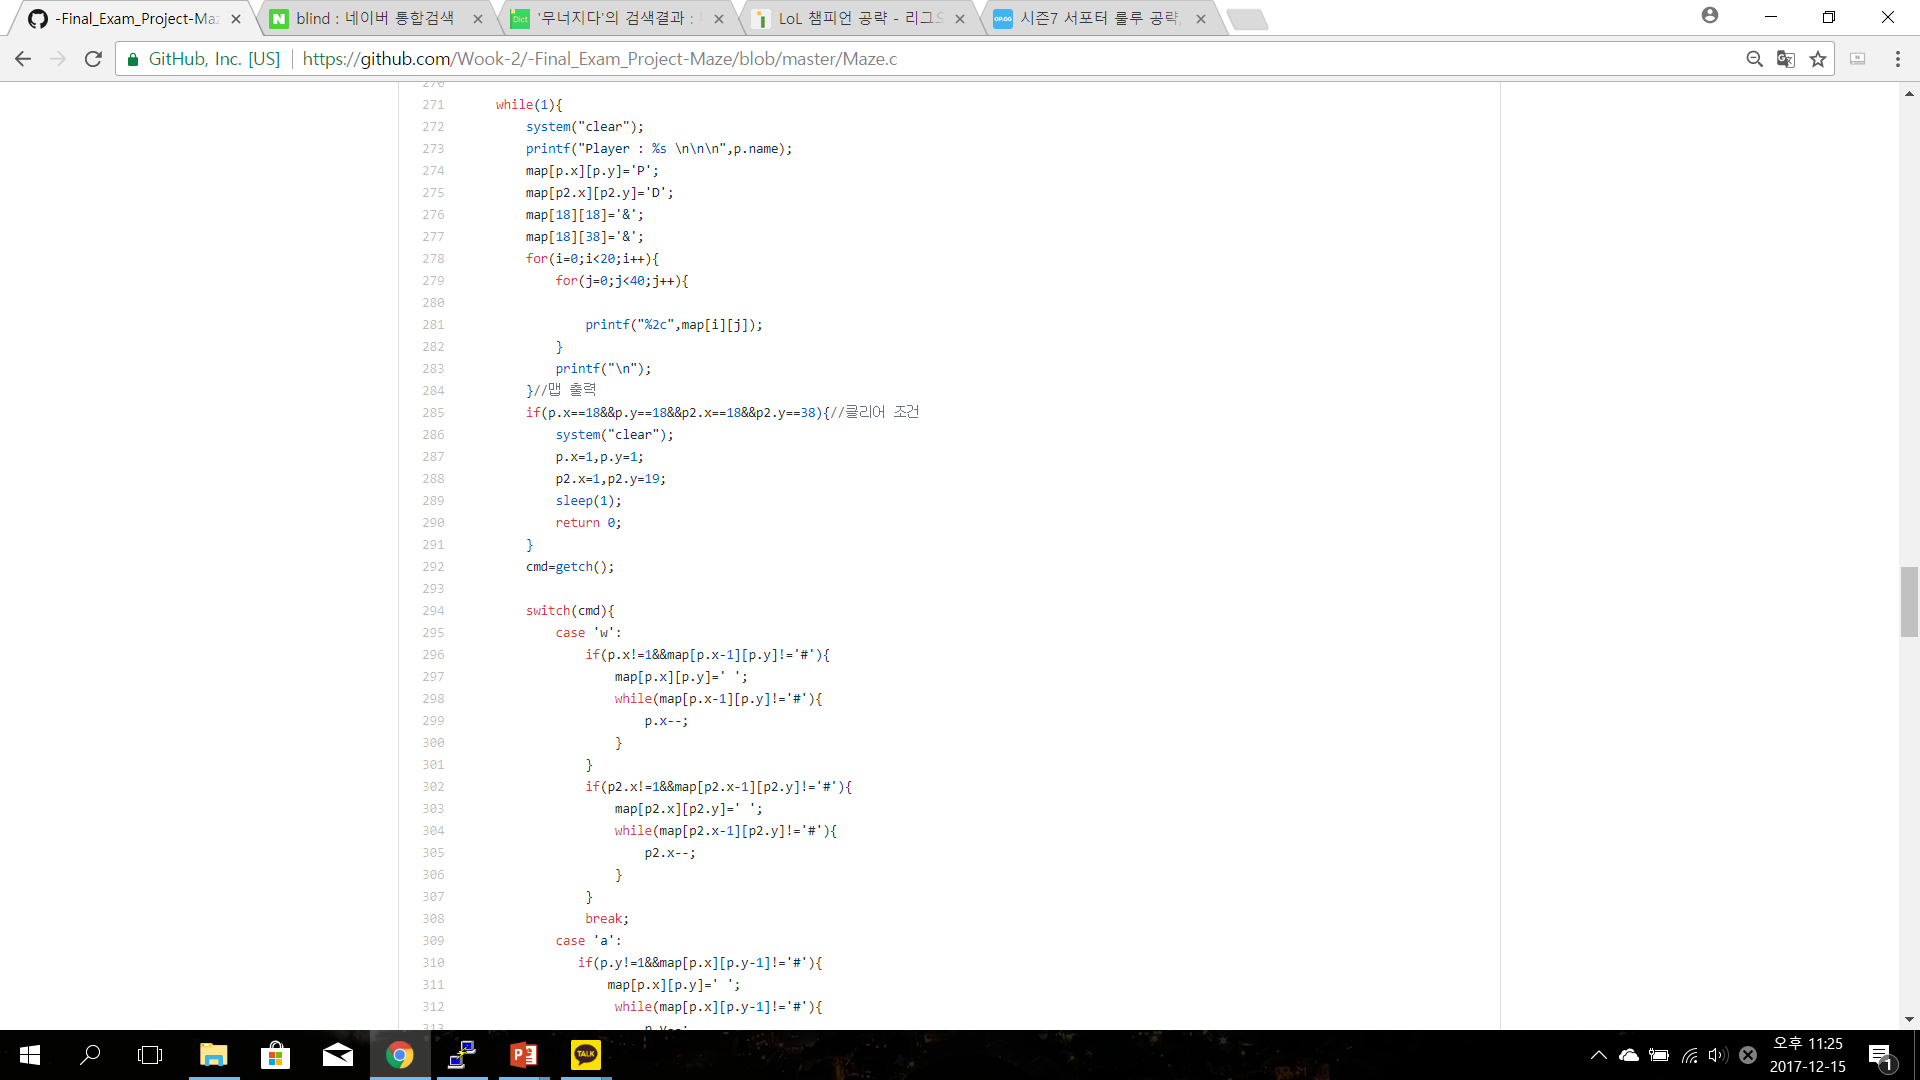 -Final_Exam_Project-Maz
blind : 네이버 통합검색
'무너지다'의 검색결과 :
LoL 챔피언 공략 - 리그오
시즌7 서포터 룰루 공략,
GitHub, Inc. [US]
https://github.com/Wook-2/-Final_Exam_Project-Maze/blob/master/Maze.c
270
271 while(1){
272 system("clear");
273 printf("Player : %s \n\n\n",p.name);
274 map[p.x][p.y]='P';
275 map[p2.x][p2.y]='D';
276 map[18][18]='&';
277 map[18][38]='&';
278 for(i=0;i<20;i++){
279 for(j=0;j<40;j++){
280
281 printf("%2c",map[i][j]);
282 }
283 printf("\n");
284 }//맵 출력
285 if(p.x==18&&p.y==18&&p2.x==18&&p2.y==38){//클리어 조건
286 system("clear");
287 p.x=1,p.y=1;
288 p2.x=1,p2.y=19;
289 sleep(1);
290 return 0;
291 }
292 cmd=getch();
293
294 switch(cmd){
295 case 'w':
296 if(p.x!=1&&map[p.x-1][p.y]!='#'){
297 map[p.x][p.y]=' ';
298 while(map[p.x-1][p.y]!='#'){
299 p.x--;
300 }
301 }
302 if(p2.x!=1&&map[p2.x-1][p2.y]!='#'){
303 map[p2.x][p2.y]=' ';
304 while(map[p2.x-1][p2.y]!='#'){
305 p2.x--;
306 }
307 }
308 break;
309 case 'a':
310 if(p.y!=1&&map[p.x][p.y-1]!='#'){
311 map[p.x][p.y]=' ';
312 while(map[p.x][p.y-1]!='#'){
313 p.y--;
오후 11:25
2017-12-15
1